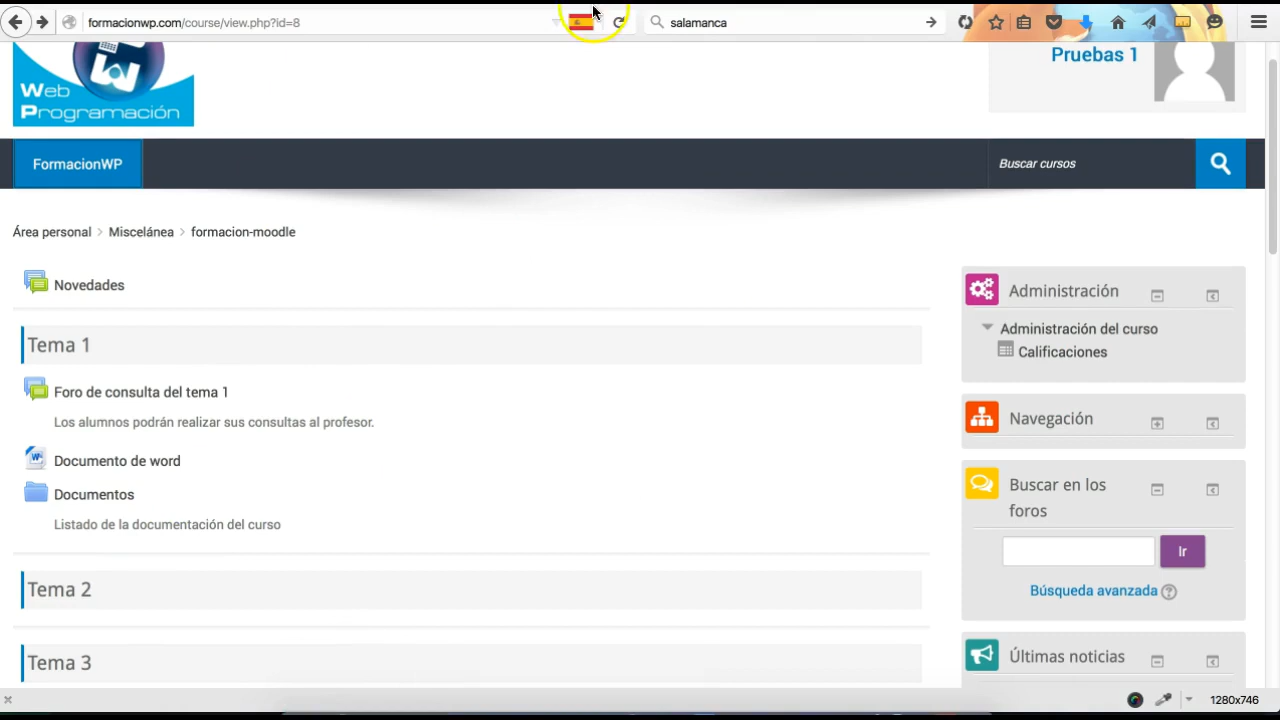 formacionwp.com/course/view.php?id=8
salamanca
Web
Programación
Pruebas 1
FormacionWP
Buscar cursos
Área personal > Miscelánea > formacion-moodle
Novedades
Tema 1
Foro de consulta del tema 1
Los alumnos podrán realizar sus consultas al profesor.
Documento de word
Documentos
Listado de la documentación del curso
Tema 2
Tema 3
Administración
Administración del curso
Calificaciones
Navegación
Buscar en los
foros
Ir
Búsqueda avanzada
Últimas noticias
1280x746